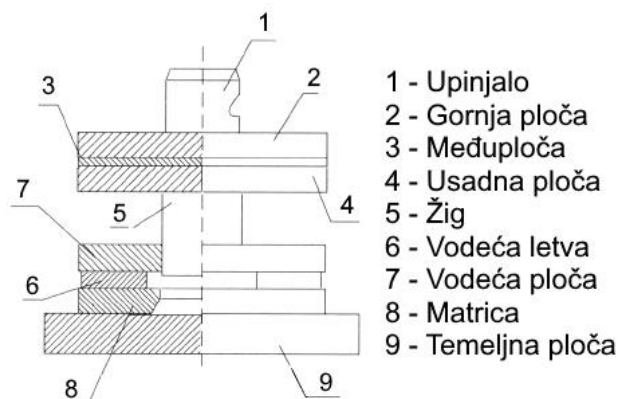 1
2
3
7
5
4
6
8
9
1 - Upinjalo
2 - Gornja ploča
3 - Međuploča
4 - Usadna ploča
5 - Žig
6 - Vodeća letva
7 - Vodeća ploča
8 - Matrica
9 - Temeljna ploča